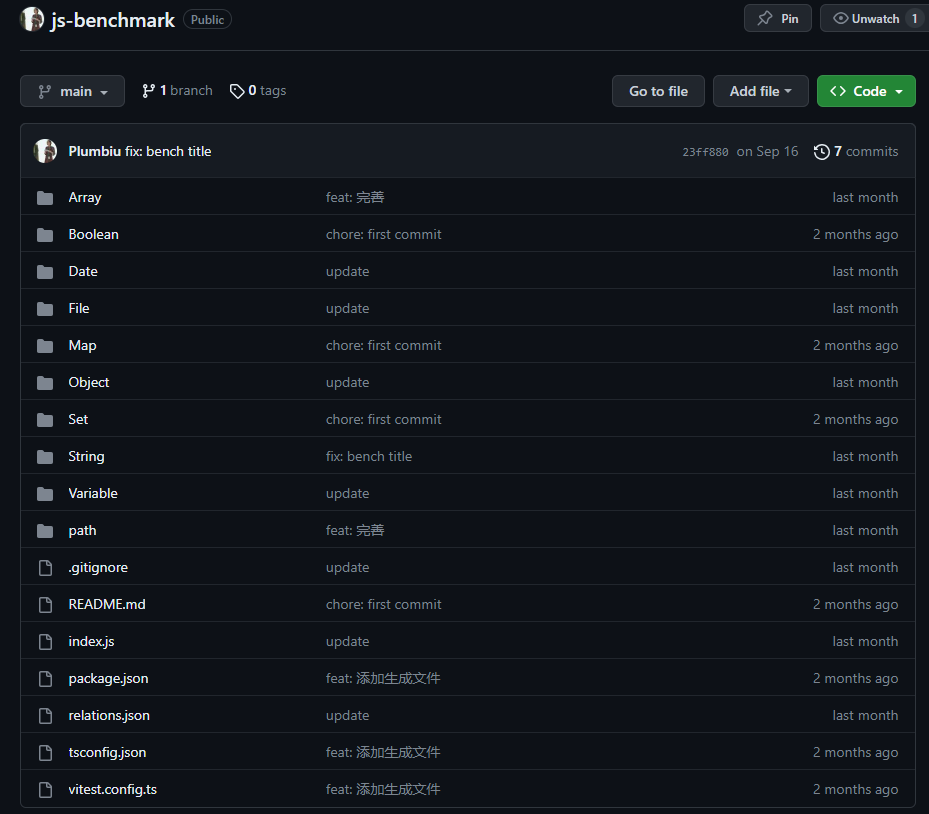 js-benchmark Public Pin Unwatch 1
main 1 branch 0 tags Go to file Add file Code
Plumbiu fix: bench title 23ff880 on Sep 16 7 commits
Array feat: 完善 last month
Boolean chore: first commit 2 months ago
Date update last month
File update last month
Map chore: first commit 2 months ago
Object update last month
Set chore: first commit 2 months ago
String fix: bench title last month
Variable update last month
path feat: 完善 last month
.gitignore update last month
README.md chore: first commit 2 months ago
index.js update last month
package.json feat: 添加生成文件 2 months ago
relations.json update last month
tsconfig.json feat: 添加生成文件 2 months ago
vitest.config.ts feat: 添加生成文件 2 months ago